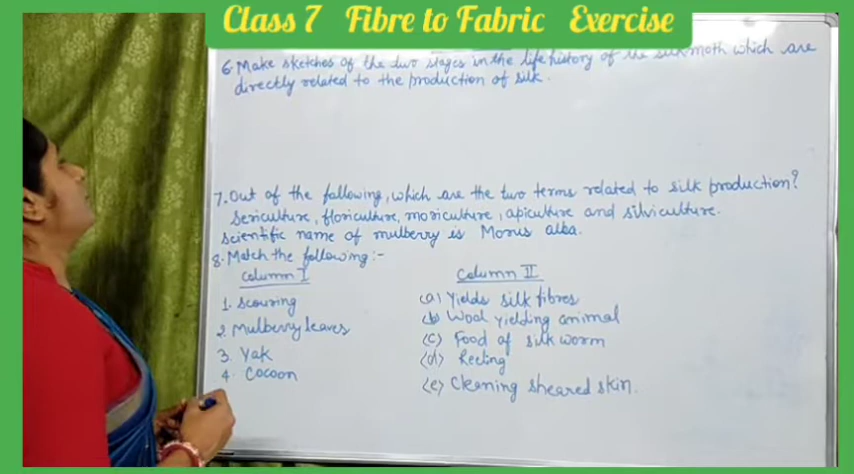 Class 7 Fibre to Fabric Exercise
6. Make sketches of the two stages in the life history of the silk moth which are
directly related to the production of silk.
7. Out of the following, which are the two terms related to silk production?
Sericulture, floriculture, moriculture, apiculture and silviculture.
Scientific name of mulberry is Morus alba.
8. Match the following:-
Column I Column II
1. Scouring (a) Yields silk fibres
2. Mulberry leaves (b) Wool yielding animal
3. Yak (c) Food of silk worm
4. Cocoon (d) Reeling
(e) Cleaning sheared skin.